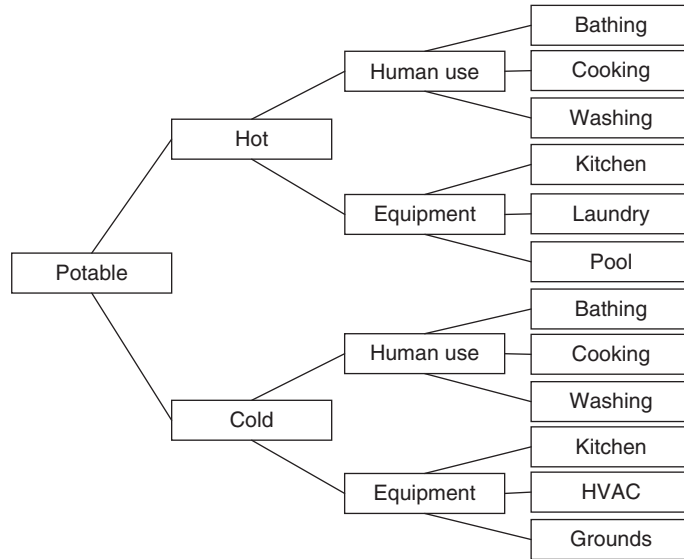 Potable
Hot
Human use
Bathing
Cooking
Washing
Equipment
Kitchen
Laundry
Pool
Cold
Human use
Bathing
Cooking
Washing
Equipment
Kitchen
HVAC
Grounds